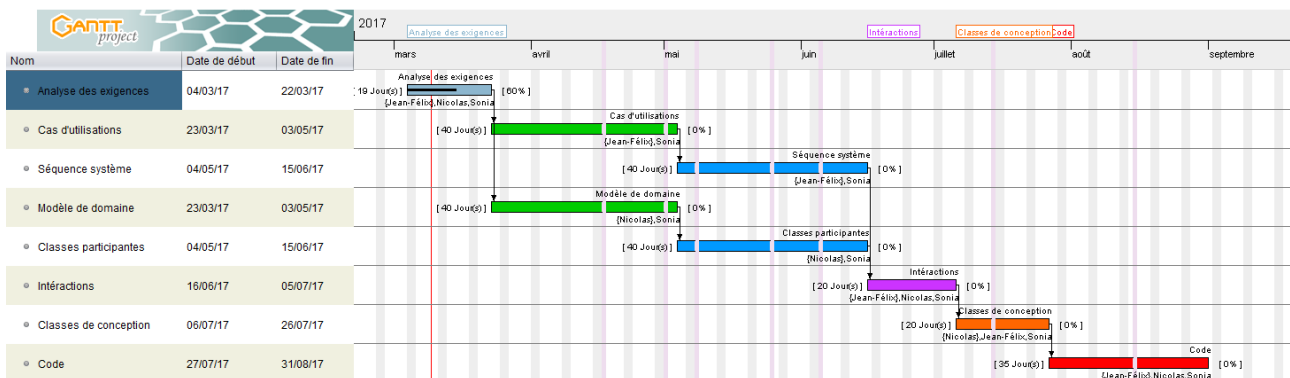 GANTT
project
2017
Analyse des exigences
Intéractions
Classes de conception
Code
Nom Date de début Date de fin
mars avril mai juin juillet août septembre
Analyse des exigences 04/03/17 22/03/17
Analyse des exigences
[ 19 Jour(s) ] [ 60% ]
{Jean-Félix},Nicolas,Sonia
Cas d'utilisations 23/03/17 03/05/17
Cas d'utilisations
[ 40 Jour(s) ] [ 0% ]
{Jean-Félix},Sonia
Séquence système 04/05/17 15/06/17
Séquence système
[ 40 Jour(s) ] [ 0% ]
{Jean-Félix},Sonia
Modèle de domaine 23/03/17 03/05/17
Modèle de domaine
[ 40 Jour(s) ] [ 0% ]
{Nicolas},Sonia
Classes participantes 04/05/17 15/06/17
Classes participantes
[ 40 Jour(s) ] [ 0% ]
{Nicolas},Sonia
Intéractions 16/06/17 05/07/17
Intéractions
[ 20 Jour(s) ] [ 0% ]
{Jean-Félix},Nicolas,Sonia
Classes de conception 06/07/17 26/07/17
Classes de conception
[ 20 Jour(s) ] [ 0% ]
{Nicolas},Jean-Félix,Sonia
Code 27/07/17 31/08/17
Code
[ 35 Jour(s) ] [ 0% ]
{Jean-Félix},Nicolas,Sonia